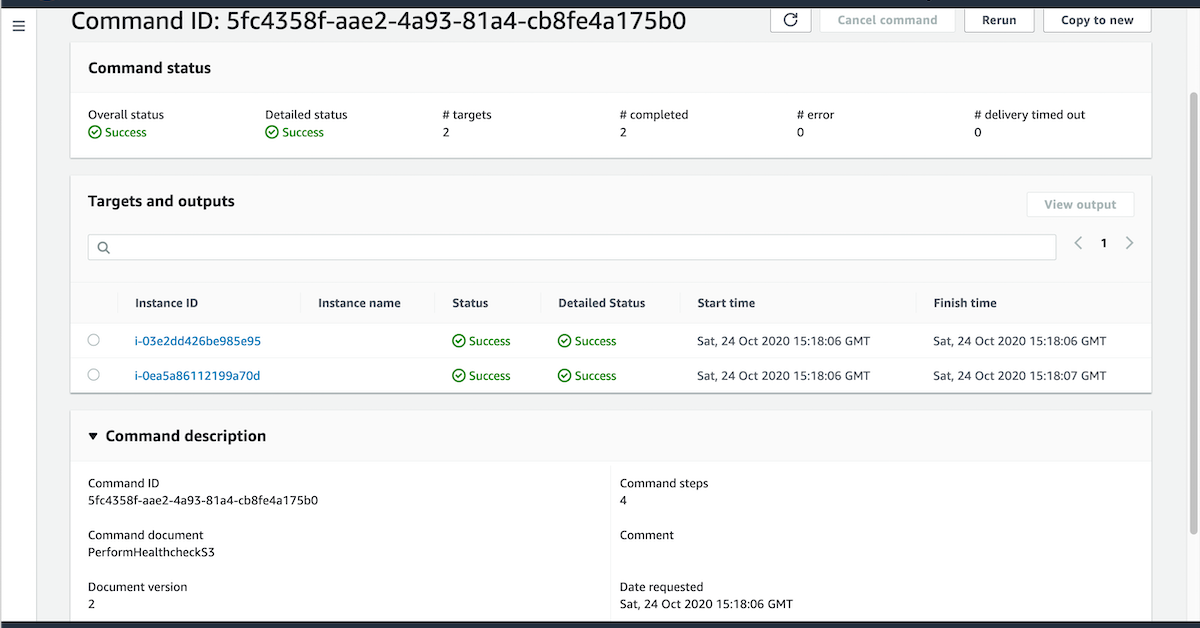 Command ID: 5fc4358f-aae2-4a93-81a4-cb8fe4a175b0 Cancel command Rerun Copy to new
Command status
Overall status Detailed status # targets # completed # error # delivery timed out
Success Success 2 2 0 0
Targets and outputs View output
1
Instance ID Instance name Status Detailed Status Start time Finish time
i-03e2dd426be985e95 Success Success Sat, 24 Oct 2020 15:18:06 GMT Sat, 24 Oct 2020 15:18:06 GMT
i-0ea5a86112199a70d Success Success Sat, 24 Oct 2020 15:18:06 GMT Sat, 24 Oct 2020 15:18:07 GMT
Command description
Command ID Command steps
5fc4358f-aae2-4a93-81a4-cb8fe4a175b0 4
Command document Comment
PerformHealthcheckS3
Document version Date requested
2 Sat, 24 Oct 2020 15:18:06 GMT